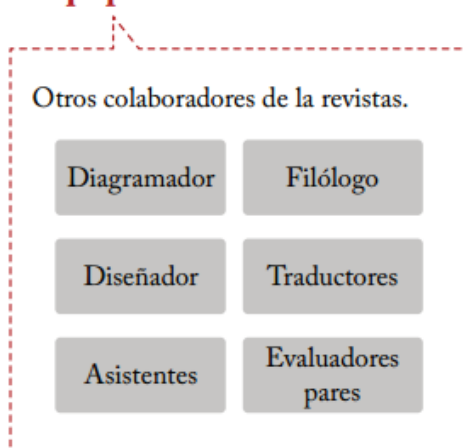 Otros colaboradores de la revistas.
Diagramador
Filólogo
Diseñador
Traductores
Asistentes
Evaluadores
pares